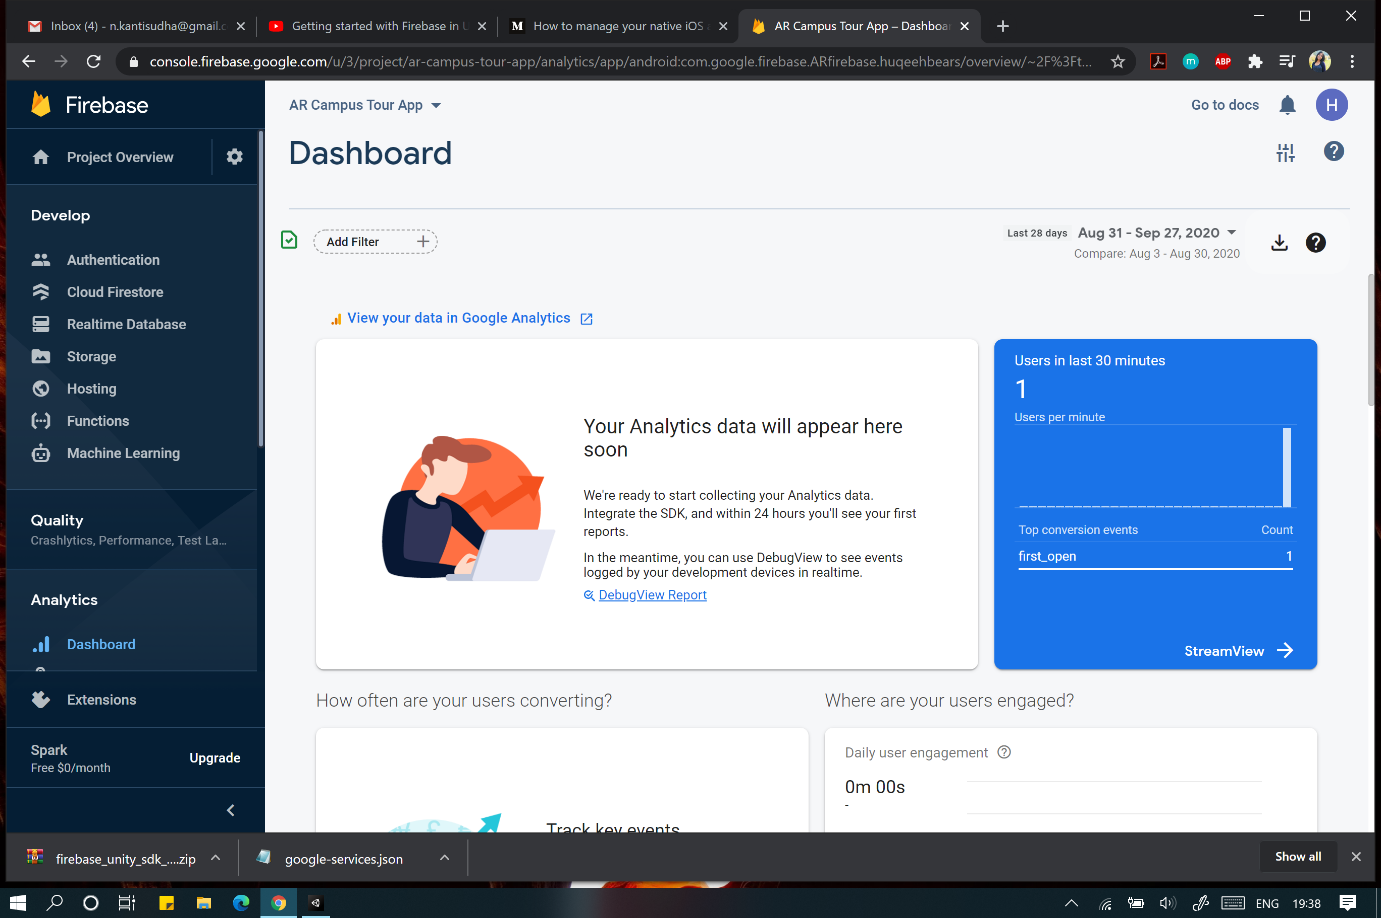 Inbox (4) - n.kantisudha@gmail.c
Getting started with Firebase in U
M How to manage your native iOS A
AR Campus Tour App – Dashboar
console.firebase.google.com/u/3/project/ar-campus-tour-app/analytics/app/android:com.google.firebase.ARfirebase.huqeehbears/overview/~2F%3Ft...
m
ABP
Firebase
AR Campus Tour App
Go to docs
H
Project Overview
Dashboard
?
Develop
Add Filter
Last 28 days Aug 31 - Sep 27, 2020
Compare: Aug 3 - Aug 30, 2020
?
Authentication
Cloud Firestore
Realtime Database
Storage
Hosting
Functions
Machine Learning
View your data in Google Analytics
Your Analytics data will appear here
soon
We're ready to start collecting your Analytics data.
Integrate the SDK, and within 24 hours you'll see your first
reports.
In the meantime, you can use DebugView to see events
logged by your development devices in realtime.
DebugView Report
Users in last 30 minutes
1
Users per minute
Top conversion events Count
first_open 1
StreamView
Quality
Crashlytics, Performance, Test La...
Analytics
Dashboard
Extensions
Spark
Free $0/month
Upgrade
How often are your users converting?
Where are your users engaged?
Daily user engagement ?
0m 00s
-
Track key events
firebase_unity_sdk_....zip
google-services.json
Show all
ENG 19:38